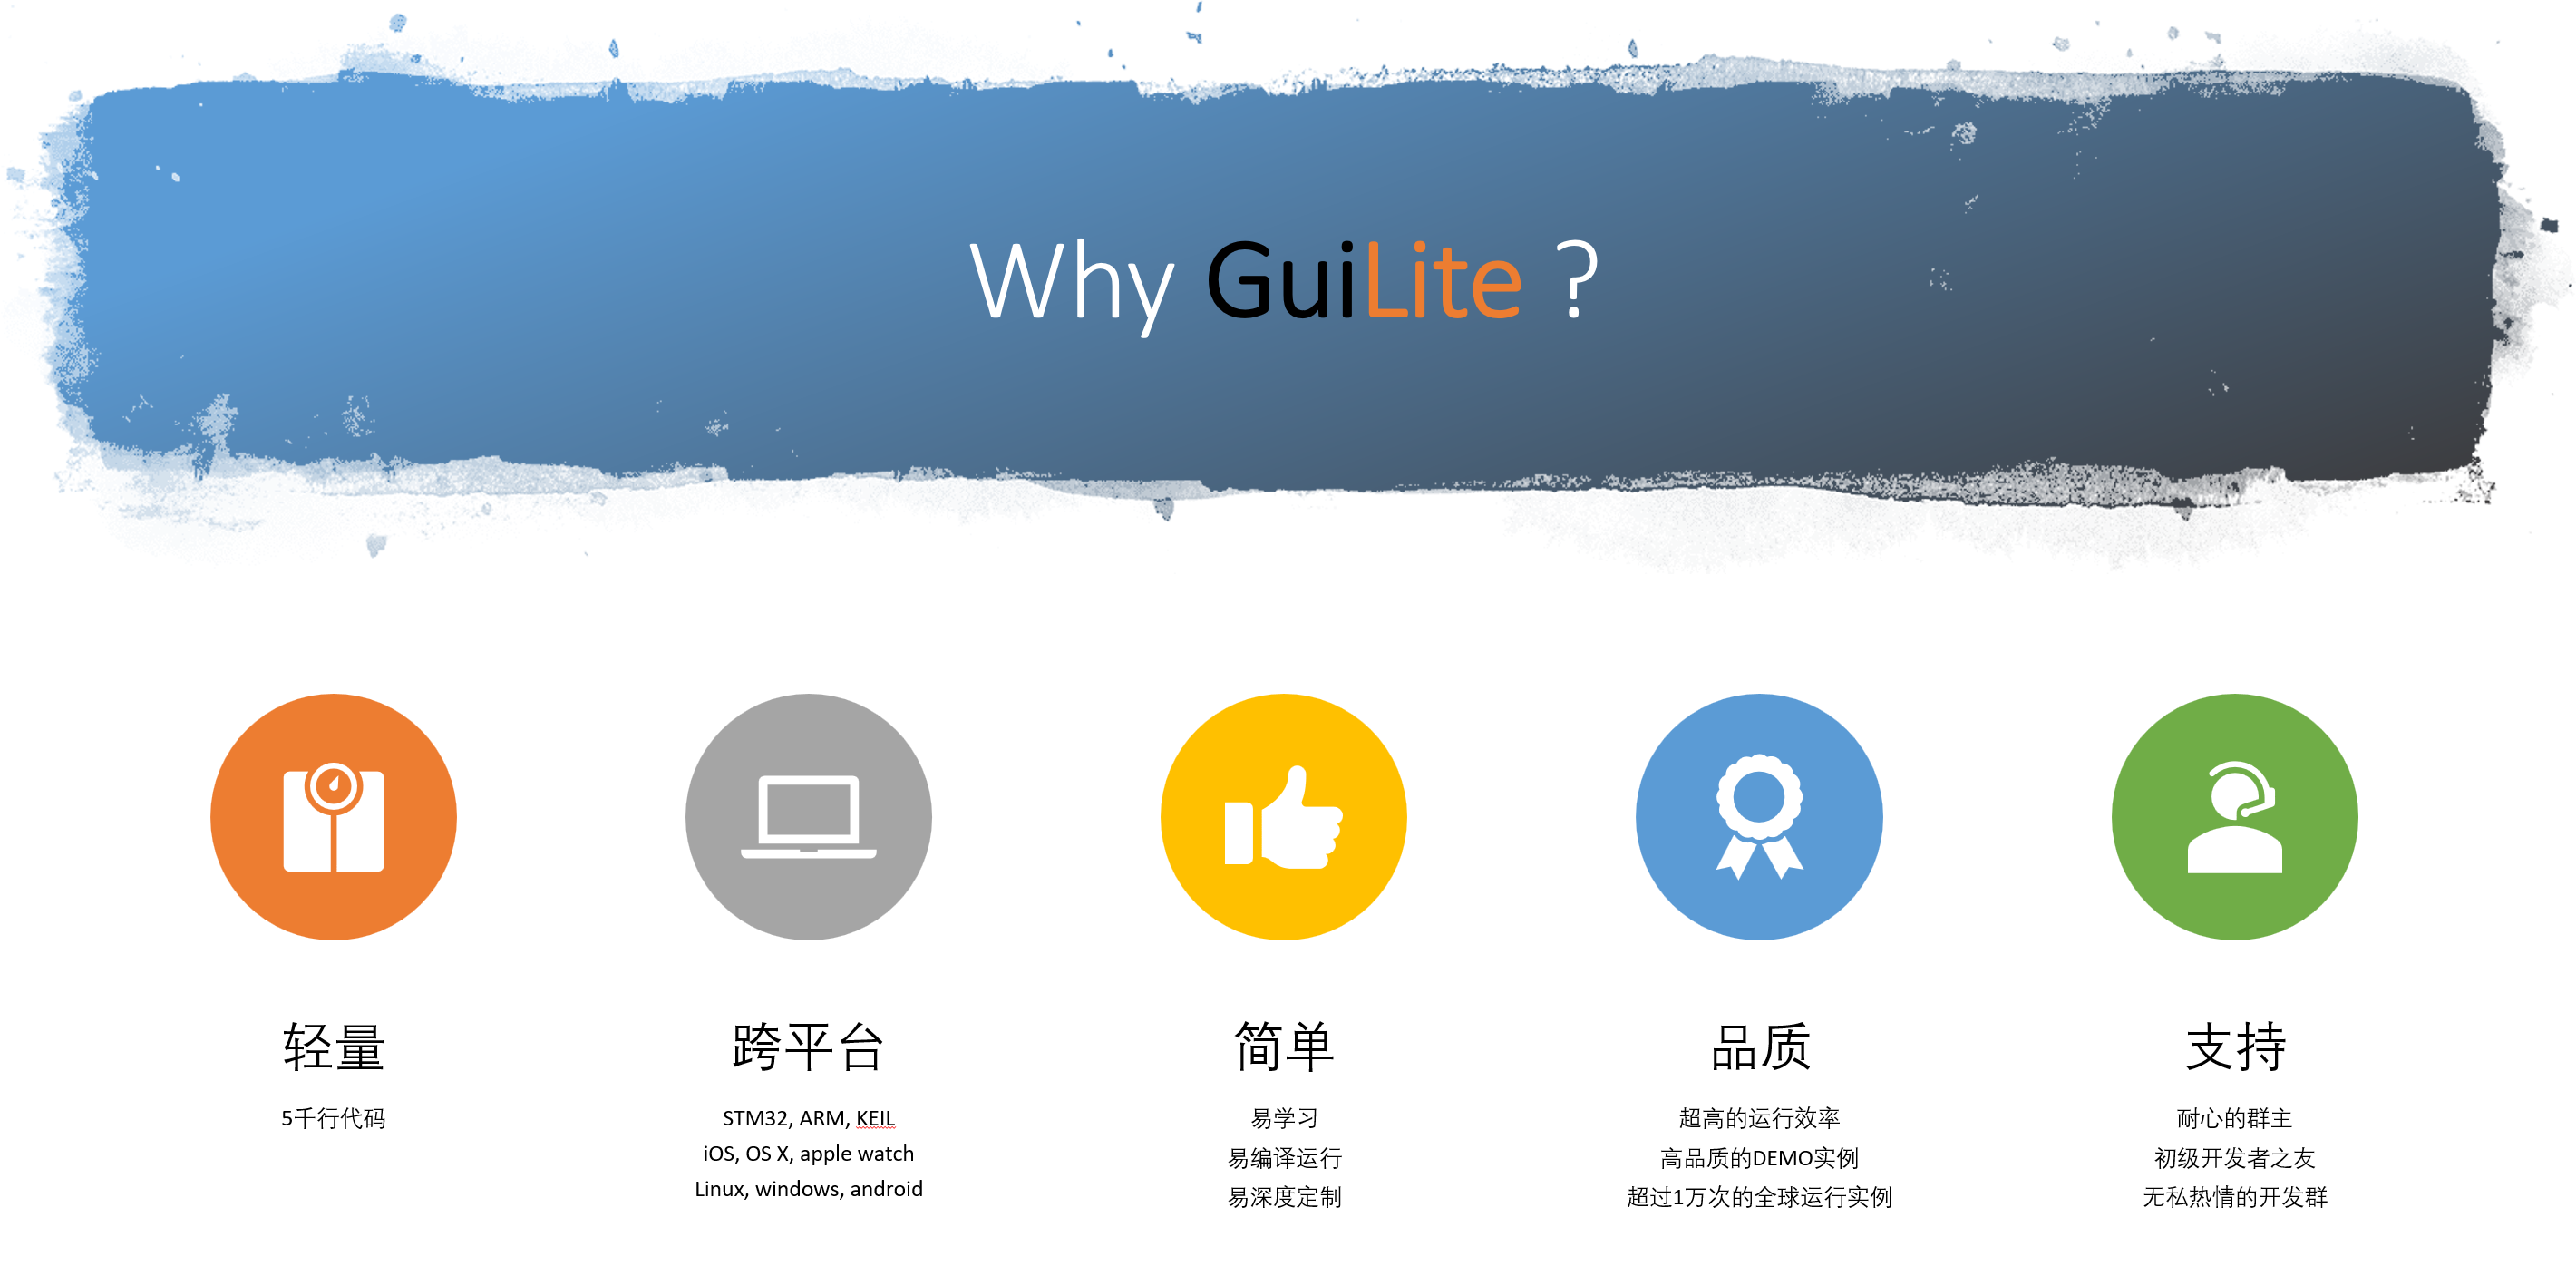 Why GuiLite ?
轻量
5千行代码
跨平台
STM32, ARM, KEIL
iOS, OS X, apple watch
Linux, windows, android
简单
易学习
易编译运行
易深度定制
品质
超高的运行效率
高品质的DEMO实例
超过1万次的全球运行实例
支持
耐心的群主
初级开发者之友
无私热情的开发群